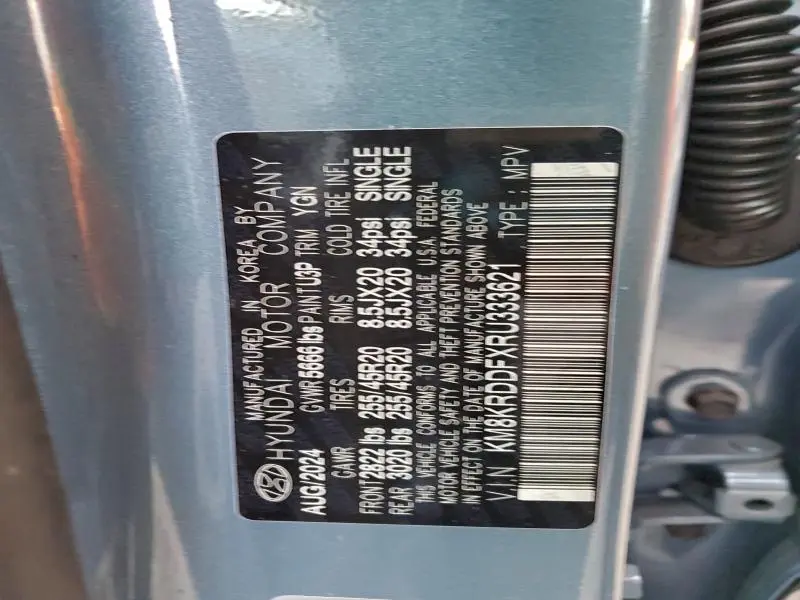 MANUFACTURED IN KOREA BY
HYUNDAI MOTOR COMPANY
AUG/2024 GVWR 5666 lbs PAINT U3P TRIM YGN
GAWR TIRES RIMS COLD TIRE INFL
FRONT 2822 lbs 255/45R20 8.5JX20 34psi SINGLE
REAR 3020 lbs 255/45R20 8.5JX20 34psi SINGLE
THIS VEHICLE CONFORMS TO ALL APPLICABLE U.S.A. FEDERAL
MOTOR VEHICLE SAFETY AND THEFT PREVENTION STANDARDS
IN EFFECT ON THE DATE OF MANUFACTURE SHOWN ABOVE
VIN KM8KRDDFXRU333621 TYPE : MPV